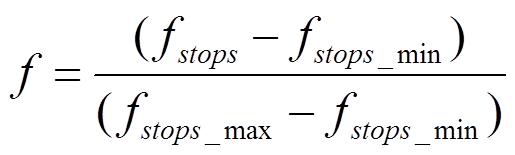 f = (f_stops − f_stops_min) / (f_stops_max − f_stops_min)